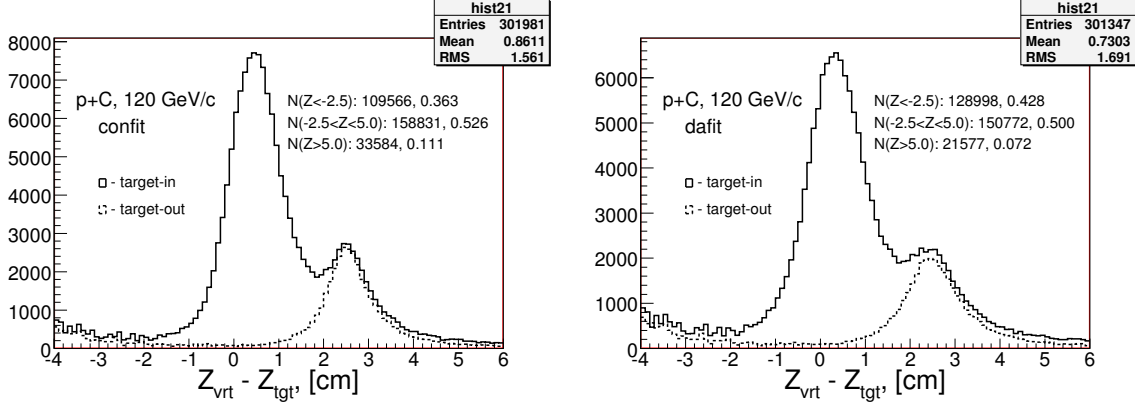 hist21
Entries 301981
Mean 0.8611
RMS 1.561
8000
7000
6000
5000
4000
3000
2000
1000
0
p+C, 120 GeV/c
confit
N(Z<-2.5): 109566, 0.363
N(-2.5<Z<5.0): 158831, 0.526
N(Z>5.0): 33584, 0.111
- target-in
- target-out
-4 -3 -2 -1 0 1 2 3 4 5 6
Zvrt - Ztgt, [cm]
hist21
Entries 301347
Mean 0.7303
RMS 1.691
6000
5000
4000
3000
2000
1000
0
p+C, 120 GeV/c
dafit
N(Z<-2.5): 128998, 0.428
N(-2.5<Z<5.0): 150772, 0.500
N(Z>5.0): 21577, 0.072
- target-in
- target-out
-4 -3 -2 -1 0 1 2 3 4 5 6
Zvrt - Ztgt, [cm]